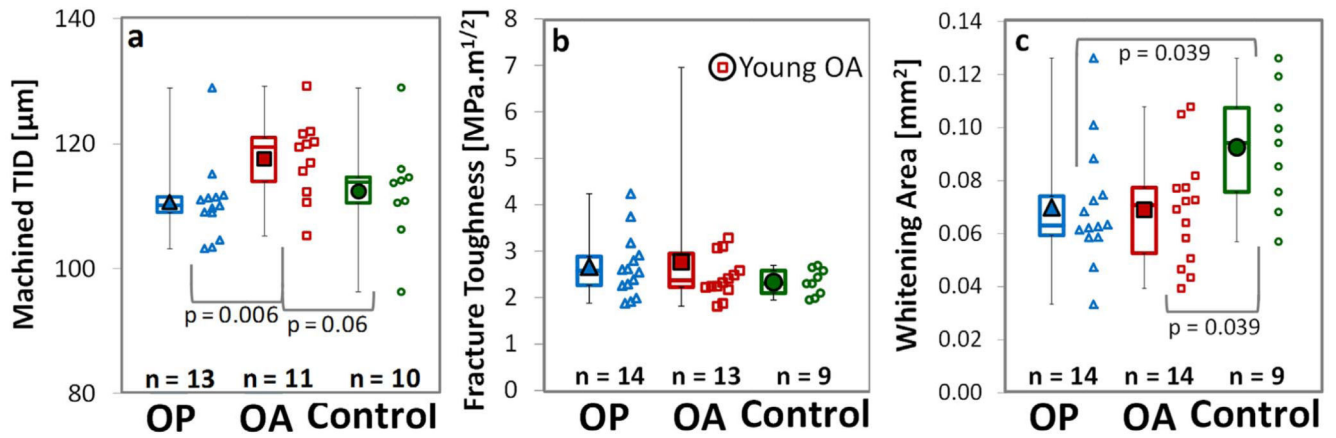 a
Machined TID [µm]
140
120
100
80
p = 0.006
p = 0.06
n = 13
n = 11
n = 10
OP
OA
Control
b
Fracture Toughness [MPa.m1/2]
8
7
6
5
4
3
2
1
0
Young OA
n = 14
n = 13
n = 9
OP
OA
Control
c
Whitening Area [mm2]
0.14
0.12
0.10
0.08
0.06
0.04
0.02
0.00
p = 0.039
p = 0.039
n = 14
n = 14
n = 9
OP
OA
Control